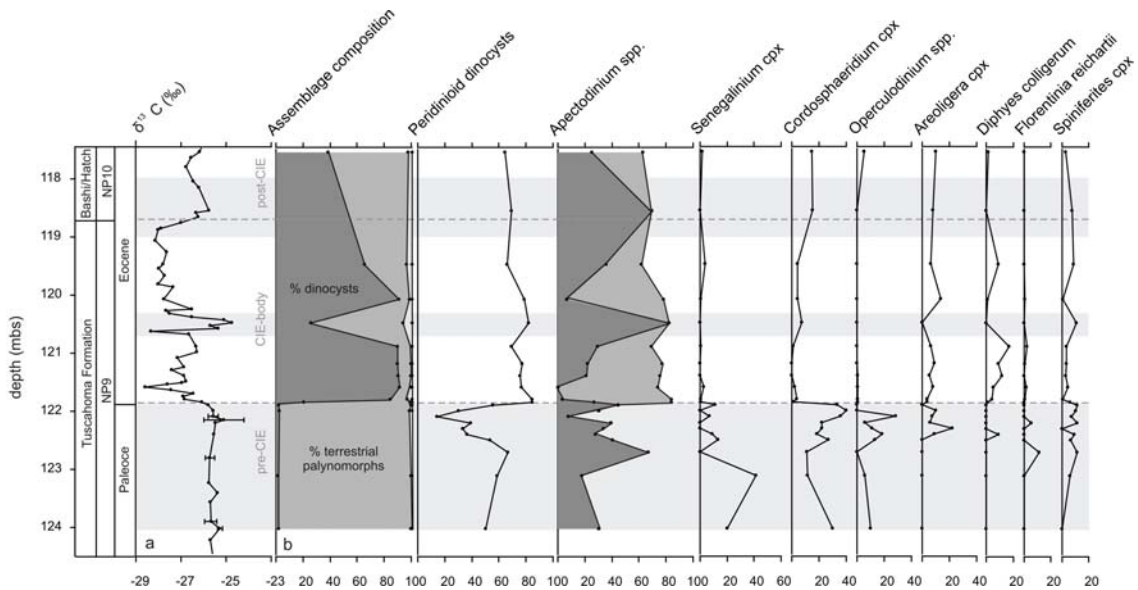 δ¹³ C (‰)
Assemblage composition
Peridinioid dinocysts
Apectodinium spp.
Senegalinium cpx
Cordosphaeridium cpx
Operculodinium spp.
Areoligera cpx
Diphyes colligerum
Florentinia reichartii
Spiniferites cpx
depth (mbs)
118
119
120
121
122
123
124
Bashi/Hatch
Tuscahoma Formation
NP10
NP9
Eocene
Paleoce
post-CIE
CIE-body
pre-CIE
% dinocysts
% terrestrial palynomorphs
a
b
-29 -27 -25 -23 20 40 60 80 100 20 40 60 80 100 20 40 60 80 100 20 40 60 20 40 20 40 20 40 20 20 20